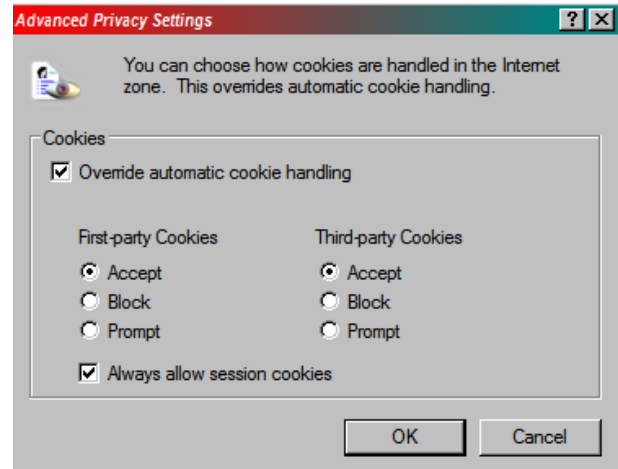 Advanced Privacy Settings
You can choose how cookies are handled in the Internet
zone. This overrides automatic cookie handling.
Cookies
Override automatic cookie handling
First-party Cookies Third-party Cookies
Accept Accept
Block Block
Prompt Prompt
Always allow session cookies
OK Cancel